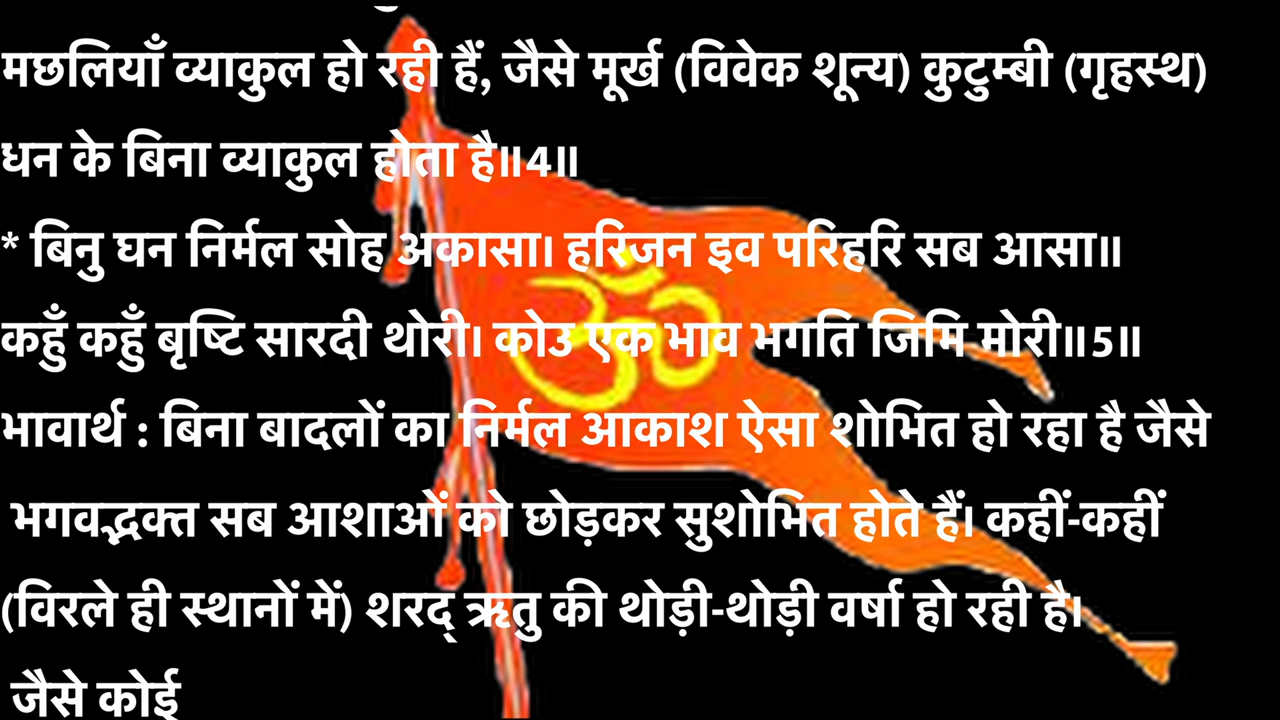 मछलियाँ व्याकुल हो रही हैं, जैसे मूर्ख (विवेक शून्य) कुटुम्बी (गृहस्थ)
धन के बिना व्याकुल होता है॥4॥
* बिनु घन निर्मल सोह अकासा। हरिजन इव परिहरि सब आसा॥
कहुँ कहुँ बृष्टि सारदी थोरी। कोउ एक भाव भगति जिमि मोरी॥5॥
भावार्थ : बिना बादलों का निर्मल आकाश ऐसा शोभित हो रहा है जैसे
भगवद्भक्त सब आशाओं को छोड़कर सुशोभित होते हैं। कहीं-कहीं
(विरले ही स्थानों में) शरद् ऋतु की थोड़ी-थोड़ी वर्षा हो रही है।
जैसे कोई
ॐ